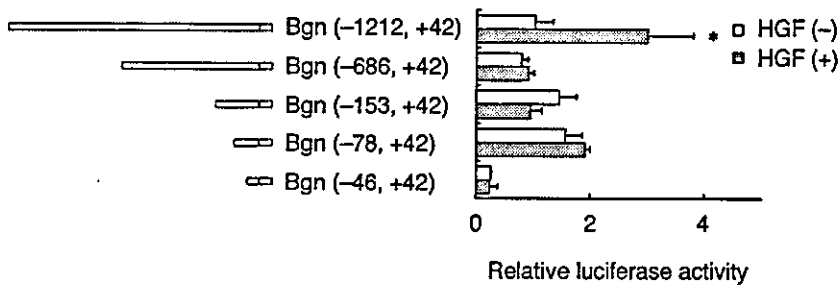 Bgn (−1212, +42)
Bgn (−686, +42)
Bgn (−153, +42)
Bgn (−78, +42)
Bgn (−46, +42)
* HGF (−)
HGF (+)
0 2 4
Relative luciferase activity